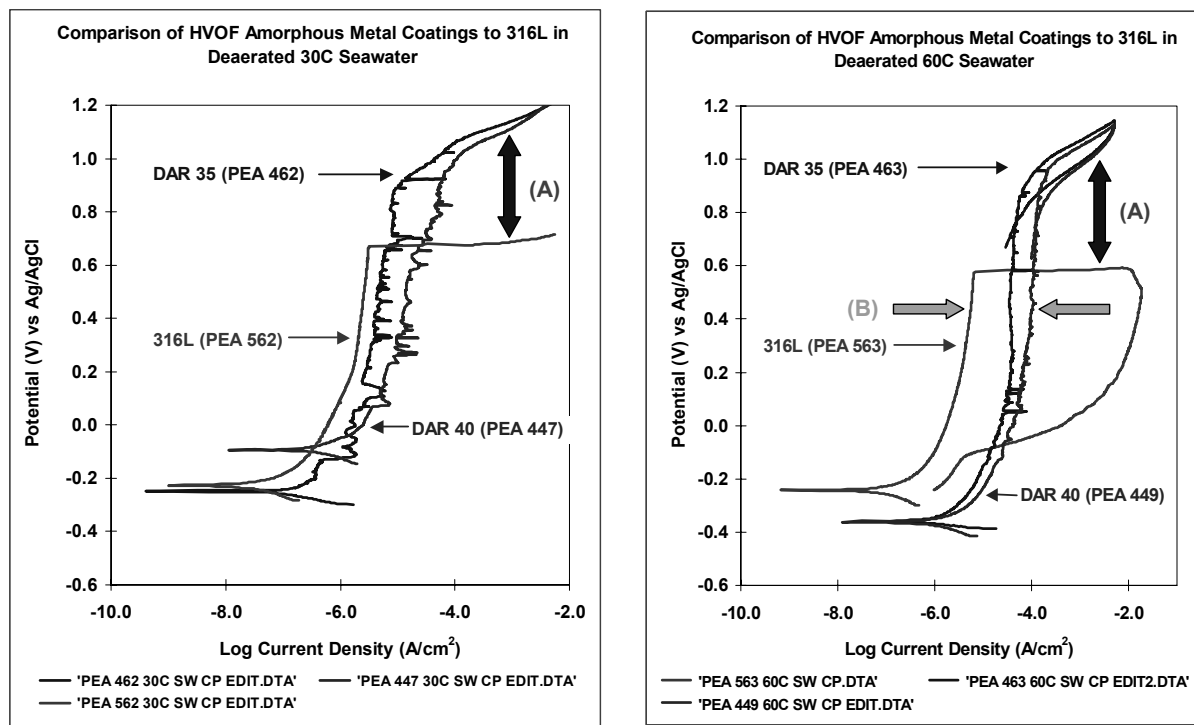 Comparison of HVOF Amorphous Metal Coatings to 316L in
Deaerated 30C Seawater
1.2
1.0
0.8
0.6
0.4
0.2
0.0
-0.2
-0.4
-0.6
Potential (V) vs Ag/AgCl
DAR 35 (PEA 462)
(A)
316L (PEA 562)
DAR 40 (PEA 447)
-10.0 -8.0 -6.0 -4.0 -2.0
Log Current Density (A/cm²)
'PEA 462 30C SW CP EDIT.DTA' 'PEA 447 30C SW CP EDIT.DTA'
'PEA 562 30C SW CP EDIT.DTA'
Comparison of HVOF Amorphous Metal Coatings to 316L in
Deaerated 60C Seawater
1.2
1.0
0.8
0.6
0.4
0.2
0.0
-0.2
-0.4
-0.6
Potential (V) vs Ag/AgCl
DAR 35 (PEA 463)
(A)
(B)
316L (PEA 563)
DAR 40 (PEA 449)
-10.0 -8.0 -6.0 -4.0 -2.0
Log Current Density (A/cm²)
'PEA 563 60C SW CP.DTA' 'PEA 463 60C SW CP EDIT2.DTA'
'PEA 449 60C SW CP EDIT.DTA'